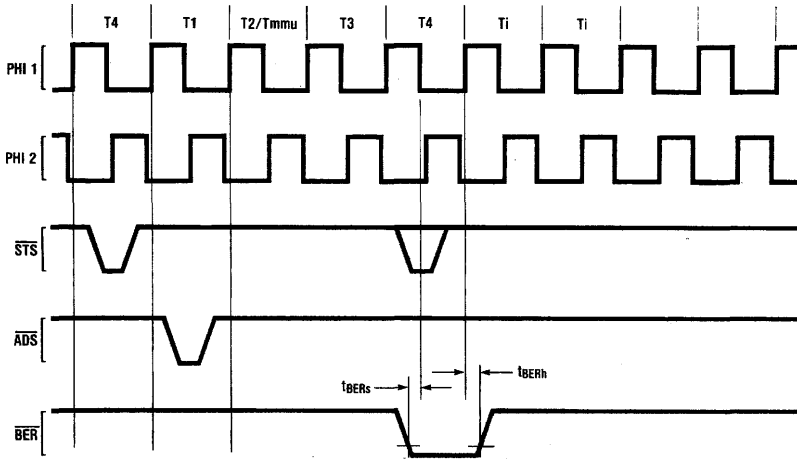 T4 T1 T2/Tmmu T3 T4 Ti Ti
PHI 1
PHI 2
STS
ADS
tBERs tBERh
BER